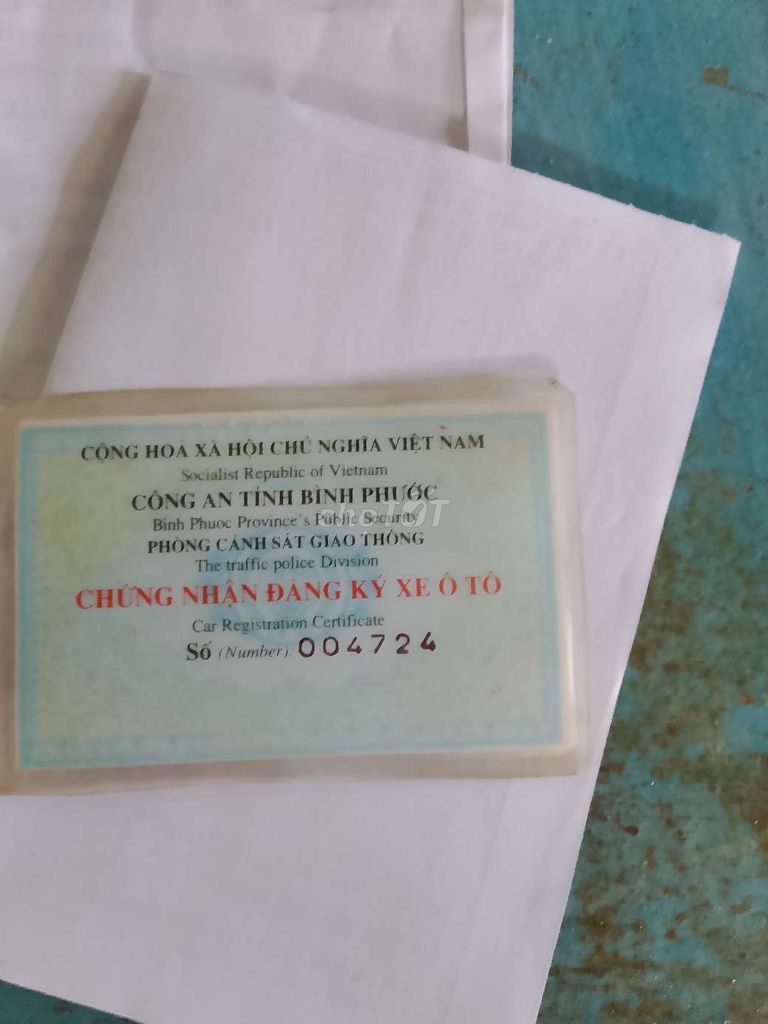 CỘNG HOÀ XÃ HỘI CHỦ NGHĨA VIỆT NAM
Socialist Republic of Vietnam
CÔNG AN TỈNH BÌNH PHƯỚC
Binh Phuoc Province's Public Security
PHÒNG CẢNH SÁT GIAO THÔNG
The traffic police Division
CHỨNG NHẬN ĐĂNG KÝ XE Ô TÔ
Car Registration Certificate
Số (Number): 004724
chợTỐT